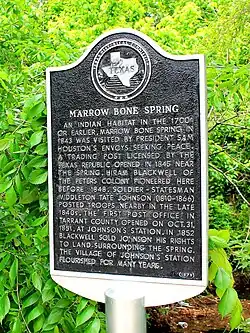 TEXAS
MARROW BONE SPRING
AN INDIAN HABITAT IN THE 1700s
OR EARLIER, MARROW BONE SPRING IN
1843 WAS VISITED BY PRESIDENT SAM
HOUSTON'S ENVOYS SEEKING PEACE.
A TRADING POST LICENSED BY THE
TEXAS REPUBLIC OPENED IN 1845 NEAR
THE SPRING. HIRAM BLACKWELL OF
THE PETERS COLONY PIONEERED HERE
BEFORE 1848. SOLDIER-STATESMAN
MIDDLETON TATE JOHNSON (1810-1866)
POSTED TROOPS NEARBY IN THE LATE
1840s. THE FIRST POST OFFICE IN
TARRANT COUNTY OPENED ON OCT. 31,
1851, AT JOHNSON'S STATION. IN 1852
BLACKWELL SOLD JOHNSON HIS RIGHTS
TO LAND SURROUNDING THE SPRING.
THE VILLAGE OF JOHNSON'S STATION
FLOURISHED FOR MANY YEARS.